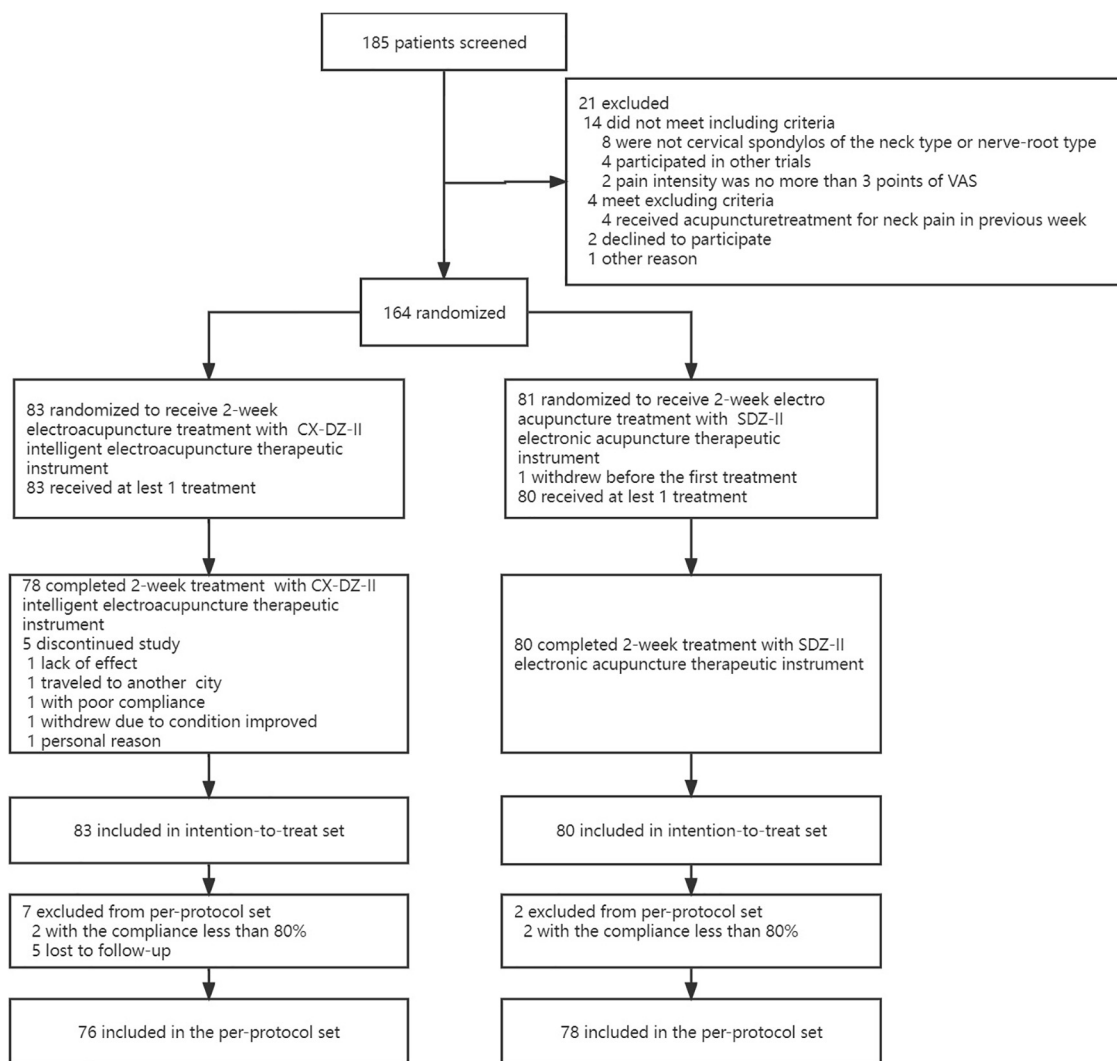 185 patients screened
21 excluded
14 did not meet including criteria
8 were not cervical spondylos of the neck type or nerve-root type
4 participated in other trials
2 pain intensity was no more than 3 points of VAS
4 meet excluding criteria
4 received acupuncturetreatment for neck pain in previous week
2 declined to participate
1 other reason
164 randomized
83 randomized to receive 2-week
electroacupuncture treatment with CX-DZ-II
intelligent electroacupuncture therapeutic
instrument
83 received at lest 1 treatment
81 randomized to receive 2-week electro
acupuncture treatment with SDZ-II
electronic acupuncture therapeutic
instrument
1 withdrew before the first treatment
80 received at lest 1 treatment
78 completed 2-week treatment with CX-DZ-II
intelligent electroacupuncture therapeutic
instrument
5 discontinued study
1 lack of effect
1 traveled to another city
1 with poor compliance
1 withdrew due to condition improved
1 personal reason
80 completed 2-week treatment with SDZ-II
electronic acupuncture therapeutic instrument
83 included in intention-to-treat set
80 included in intention-to-treat set
7 excluded from per-protocol set
2 with the compliance less than 80%
5 lost to follow-up
2 excluded from per-protocol set
2 with the compliance less than 80%
76 included in the per-protocol set
78 included in the per-protocol set